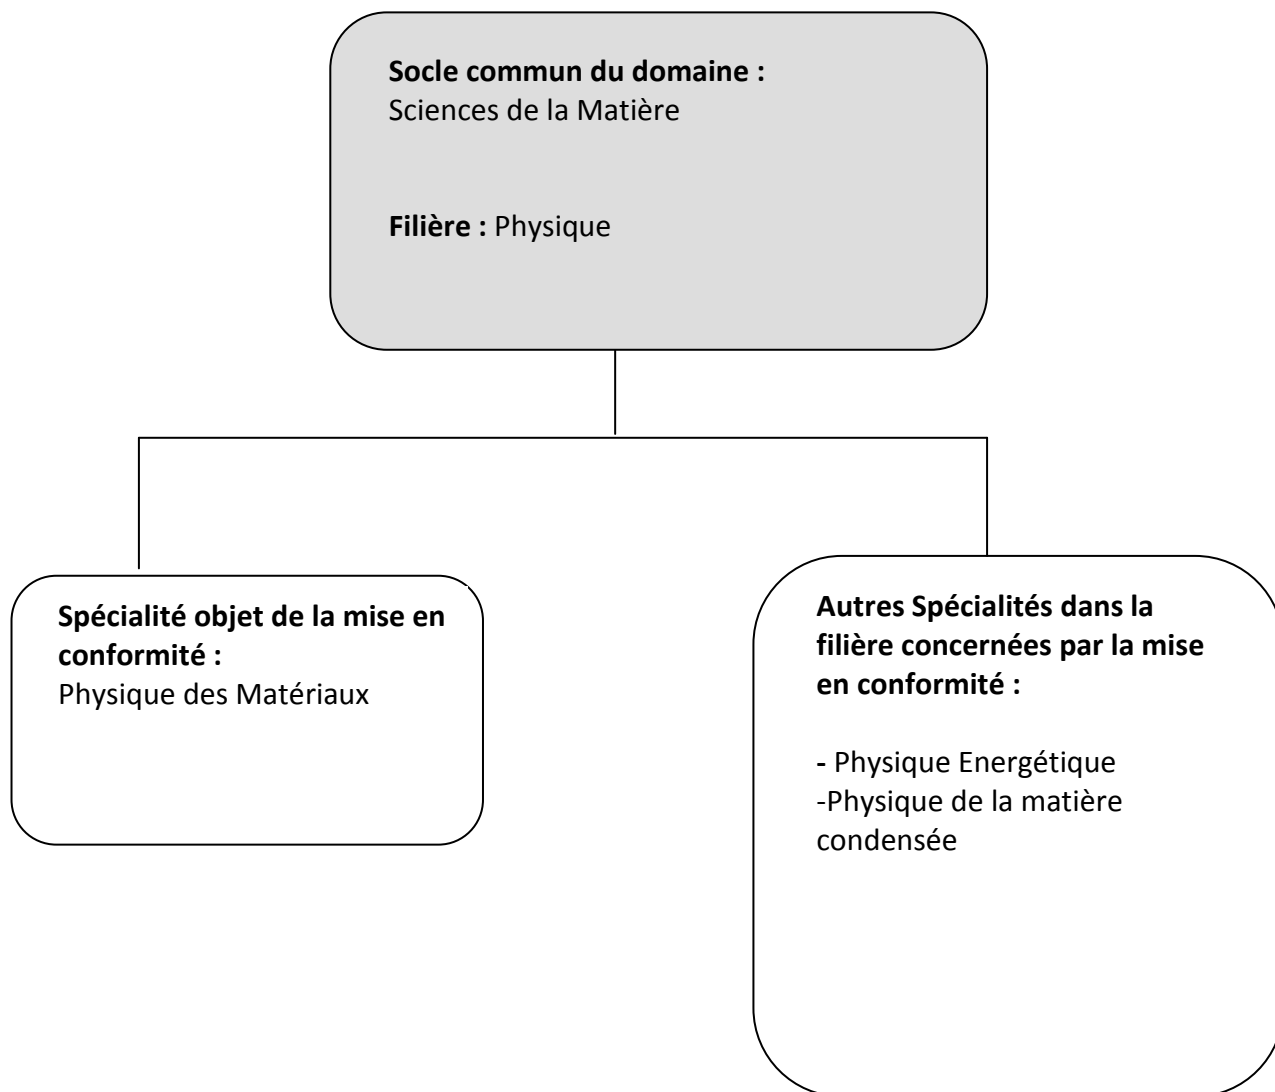 Socle commun du domaine :
Sciences de la Matière
Filière : Physique
Spécialité objet de la mise en
conformité :
Physique des Matériaux
Autres Spécialités dans la
filière concernées par la mise
en conformité :
- Physique Energétique
-Physique de la matière
condensée